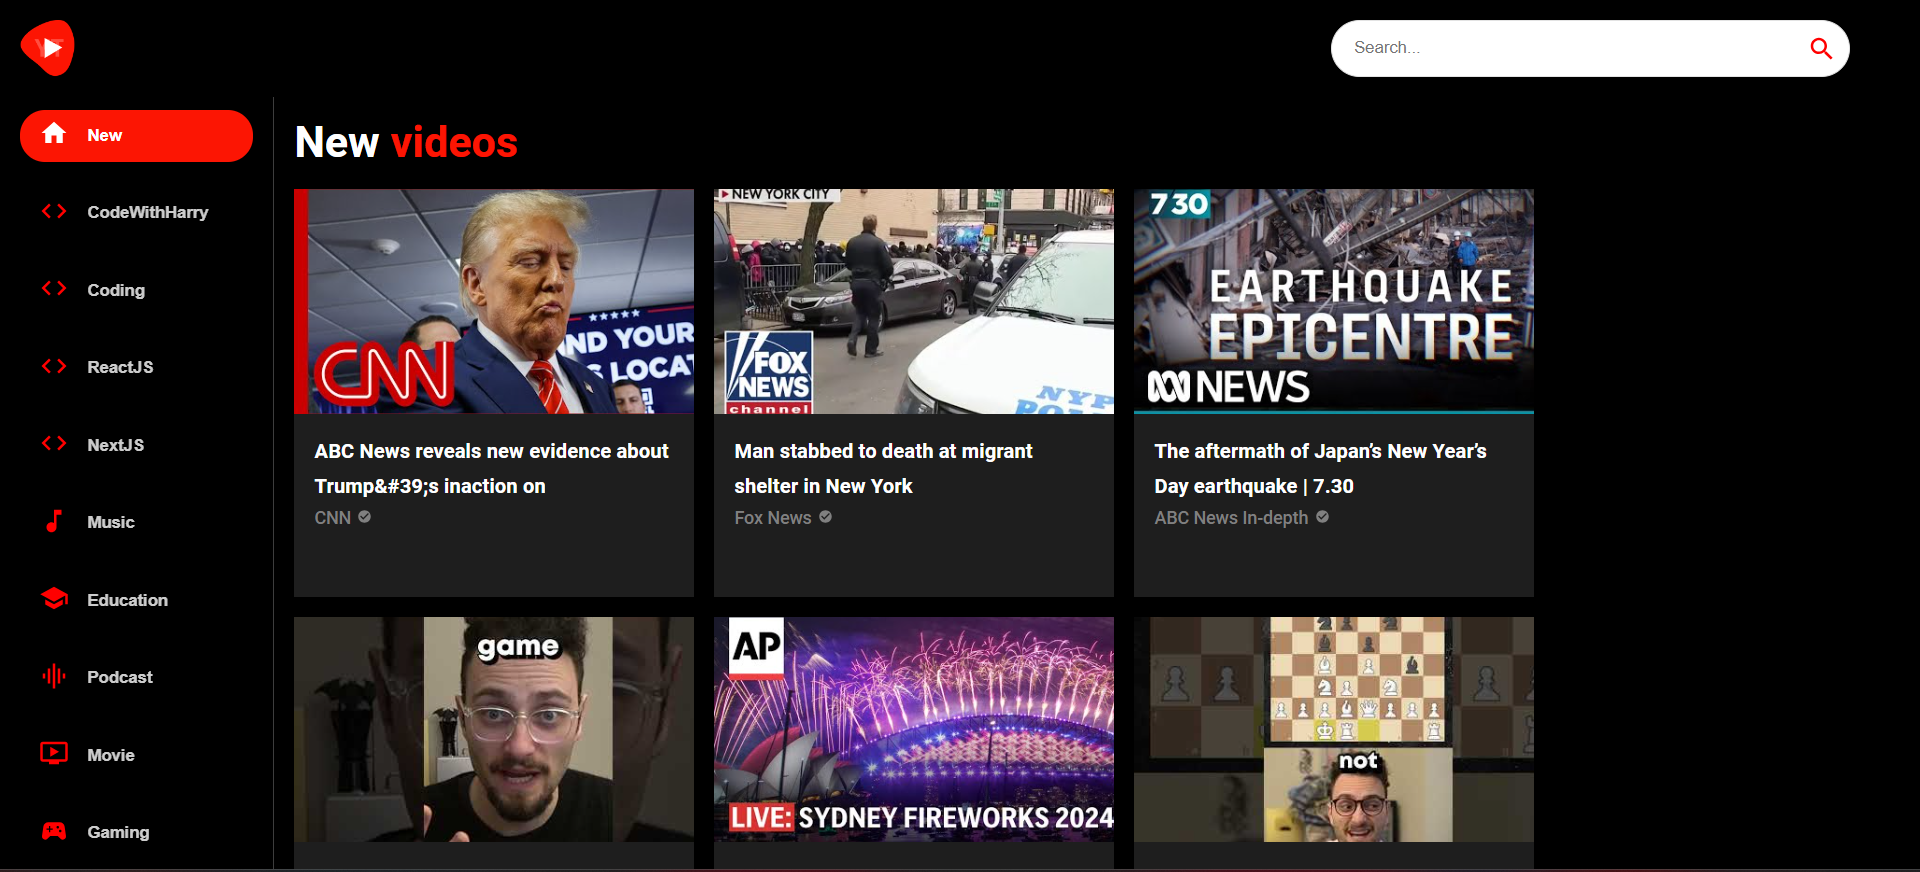 YT
Search...
New
CodeWithHarry
Coding
ReactJS
NextJS
Music
Education
Podcast
Movie
Gaming
New videos
CNN
ND YOUR
S LOCAT
ABC News reveals new evidence about
Trump&#39;s inaction on
CNN
NEW YORK CITY
FOX
NEWS
channel
NYP
Man stabbed to death at migrant
shelter in New York
Fox News
7 30
EARTHQUAKE
EPICENTRE
NEWS
The aftermath of Japan’s New Year’s
Day earthquake | 7.30
ABC News In-depth
game
AP
LIVE: SYDNEY FIREWORKS 2024
not